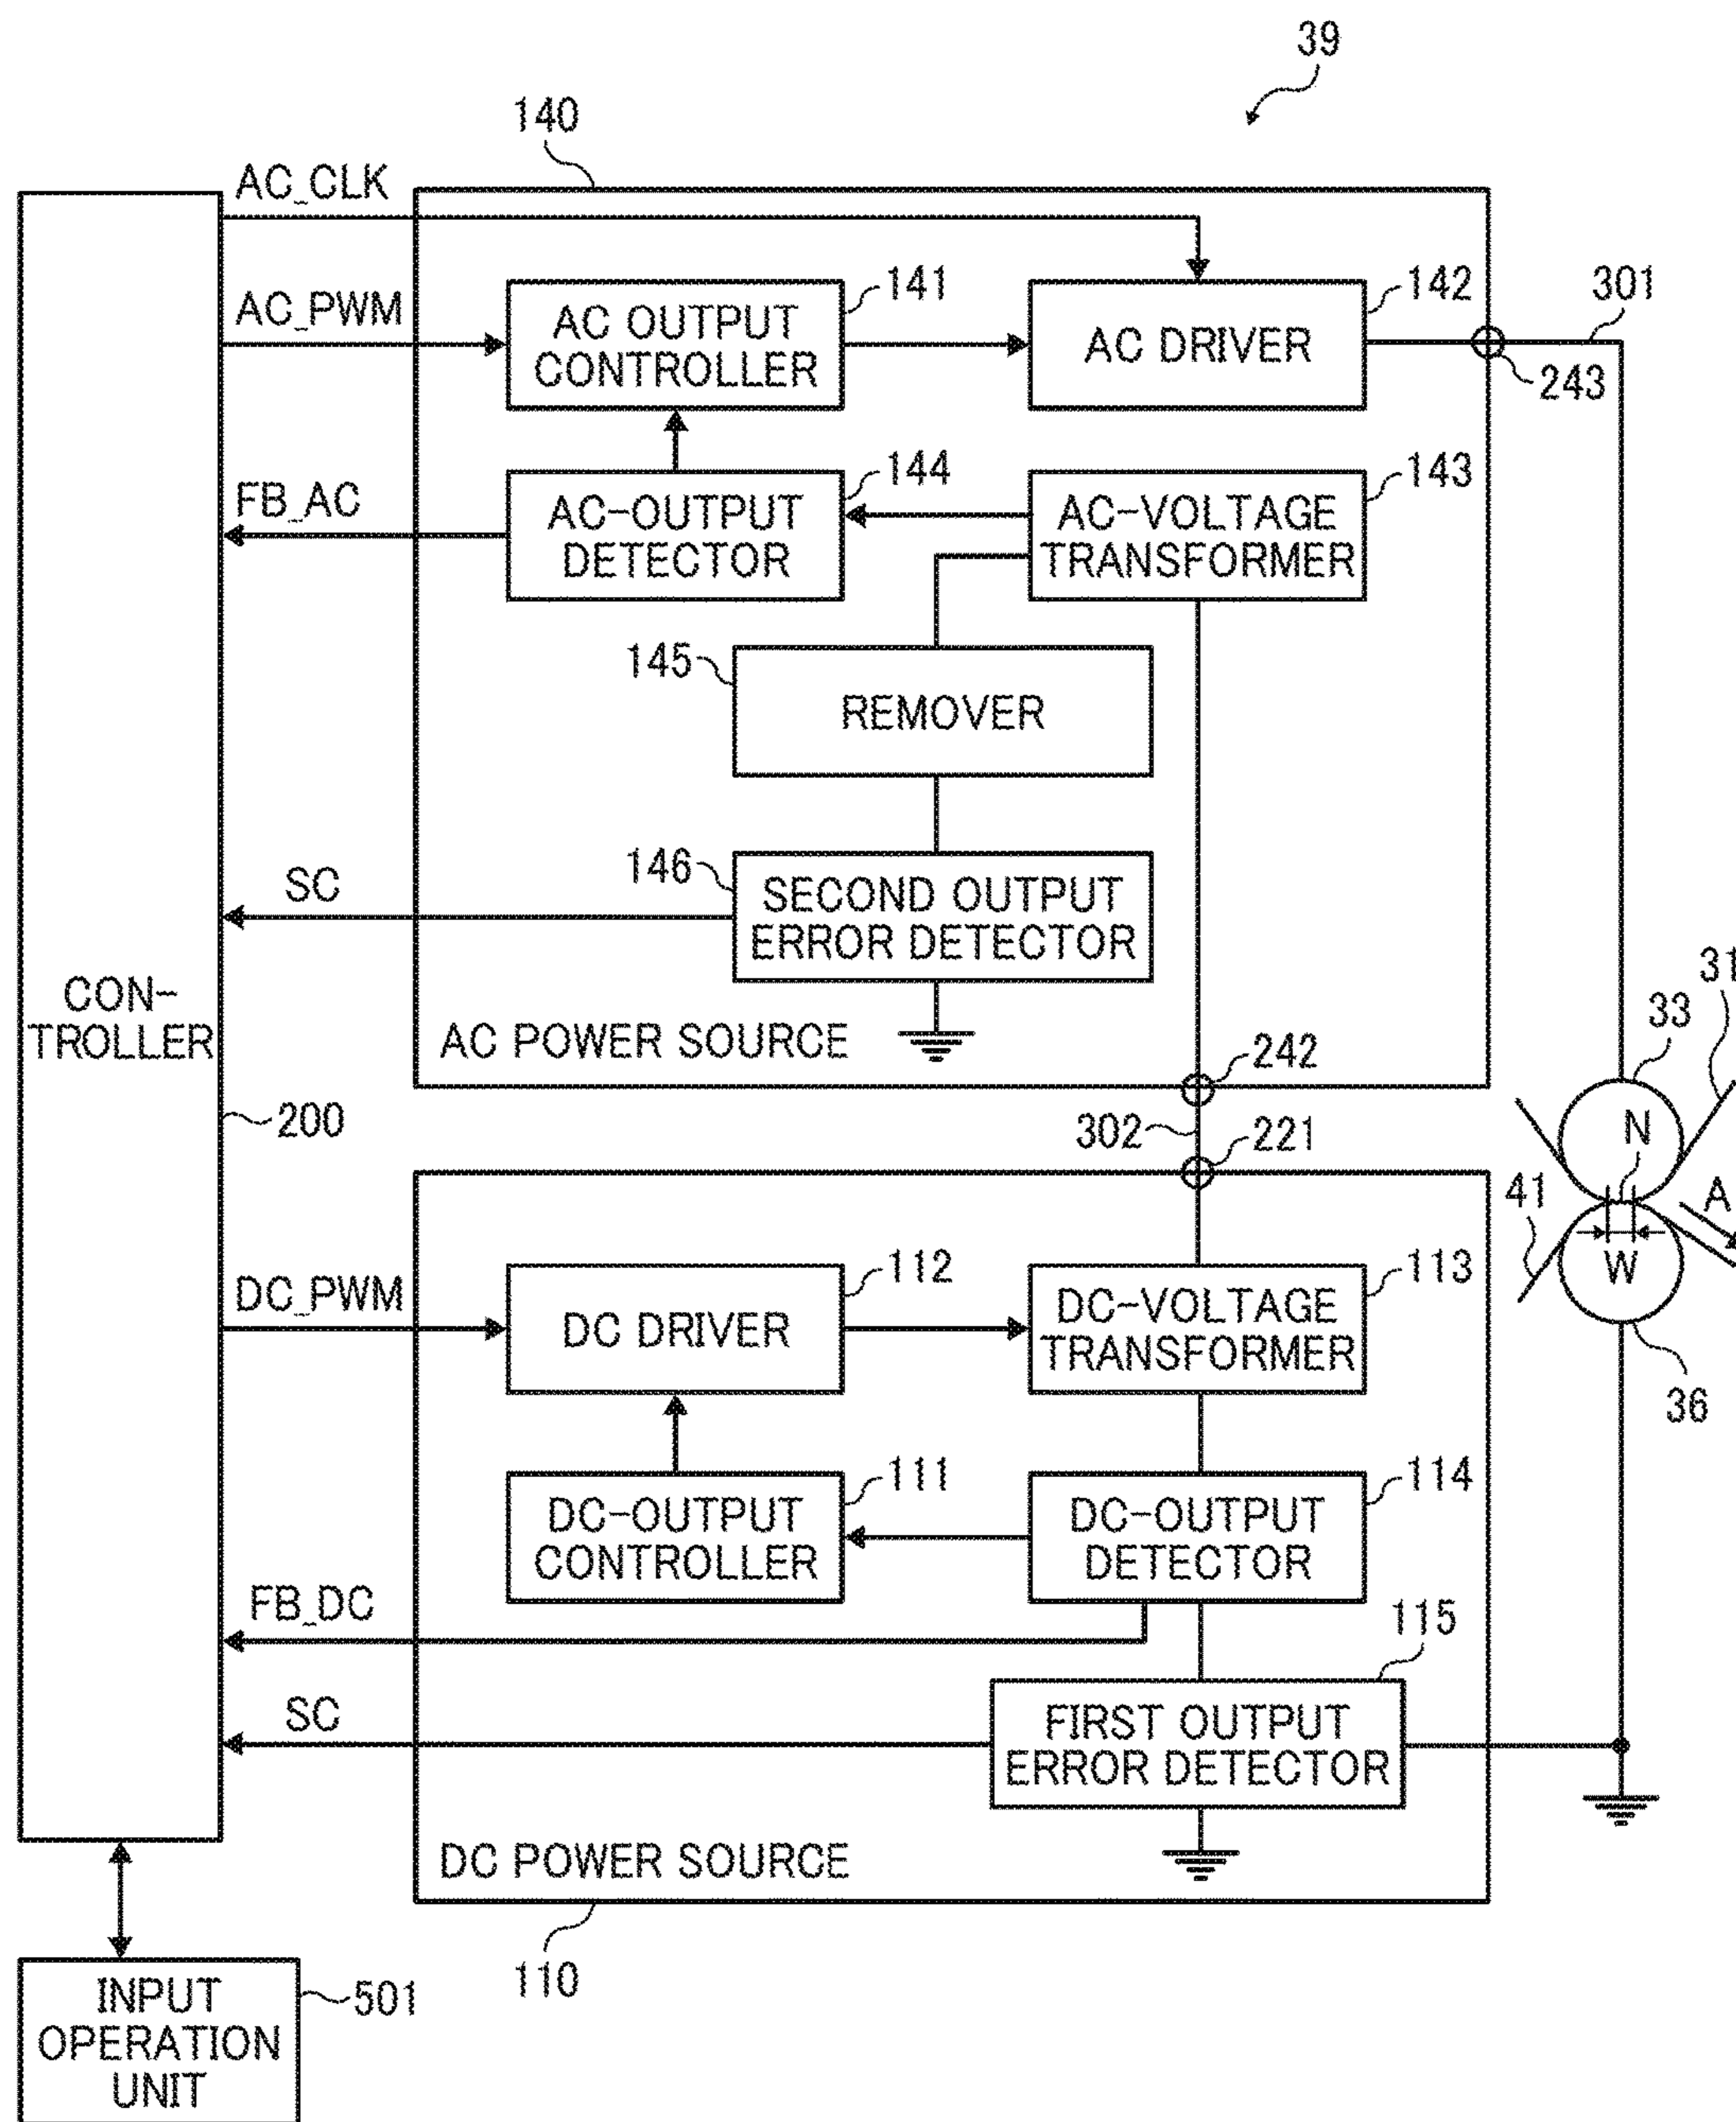 39
140
AC_CLK
AC_PWM
AC OUTPUT
CONTROLLER
141
AC DRIVER
142
301
243
FB_AC
AC-OUTPUT
DETECTOR
144
AC-VOLTAGE
TRANSFORMER
143
145
REMOVER
SC
146
SECOND OUTPUT
ERROR DETECTOR
CON-
TROLLER
200
AC POWER SOURCE
242
302
221
31
33
N
41
A
W
36
DC_PWM
DC DRIVER
112
DC-VOLTAGE
TRANSFORMER
113
DC-OUTPUT
CONTROLLER
111
DC-OUTPUT
DETECTOR
114
FB_DC
115
SC
FIRST OUTPUT
ERROR DETECTOR
DC POWER SOURCE
110
INPUT
OPERATION
UNIT
501